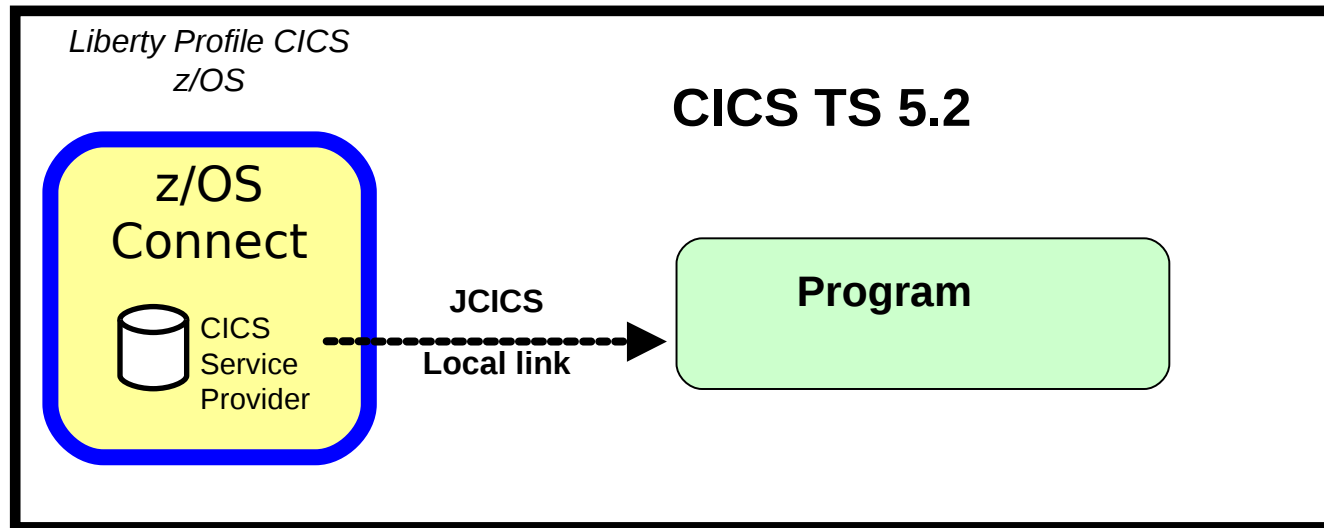 Liberty Profile CICS
z/OS
CICS TS 5.2
z/OS
Connect
CICS
Service
Provider
JCICS
Local link
Program